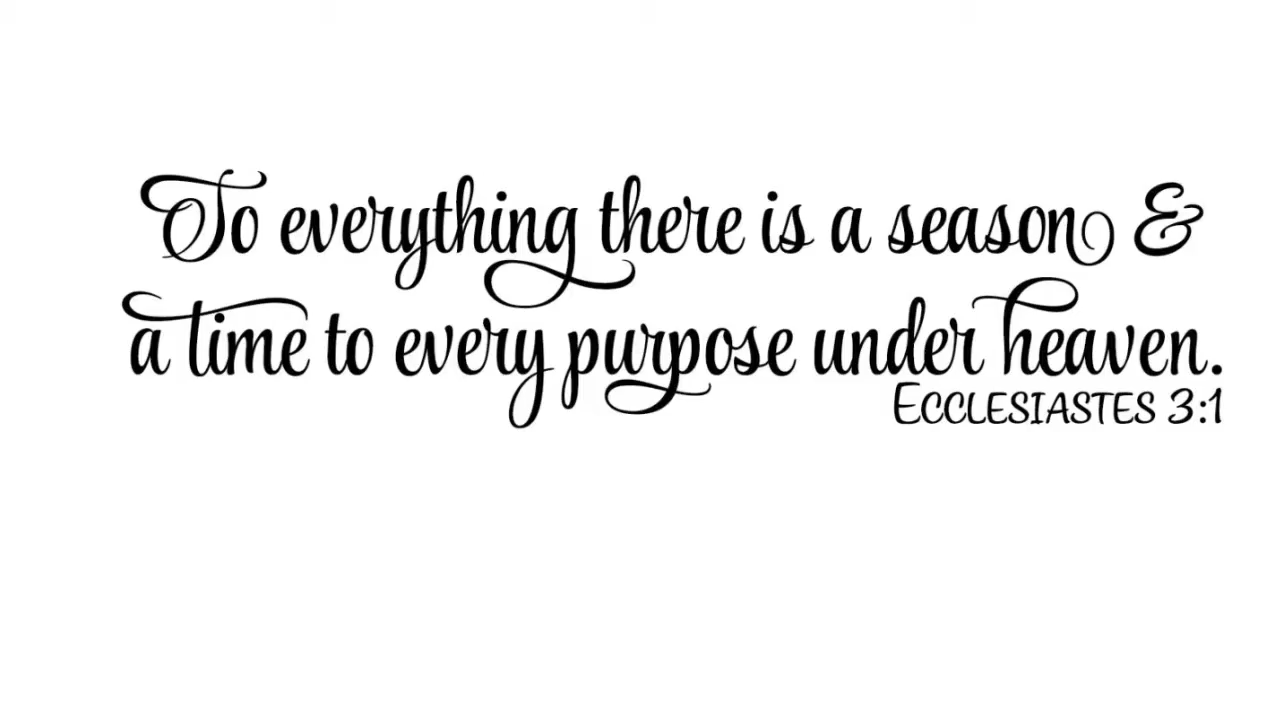 To everything there is a season &
a time to every purpose under heaven.
ECCLESIASTES 3:1